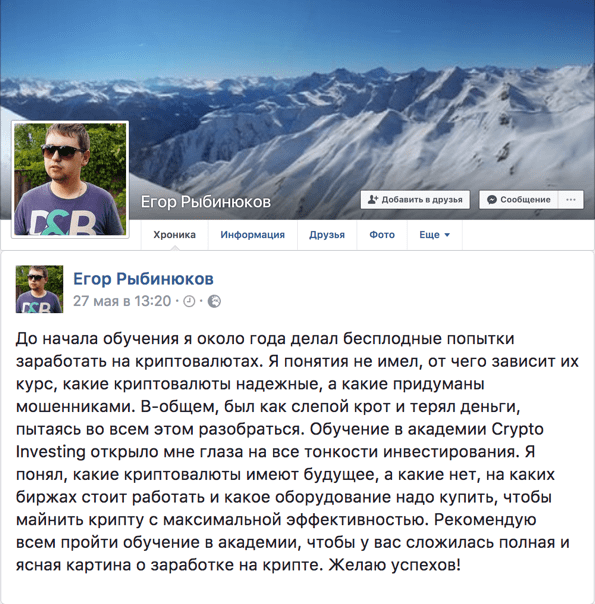 Егор Рыбинюков
Добавить в друзья
Сообщение
Хроника
Информация
Друзья
Фото
Еще
Егор Рыбинюков
27 мая в 13:20
До начала обучения я около года делал бесплодные попытки
заработать на криптовалютах. Я понятия не имел, от чего зависит их
курс, какие криптовалюты надежные, а какие придуманы
мошенниками. В-общем, был как слепой крот и терял деньги,
пытаясь во всем этом разобраться. Обучение в академии Crypto
Investing открыло мне глаза на все тонкости инвестирования. Я
понял, какие криптовалюты имеют будущее, а какие нет, на каких
биржах стоит работать и какое оборудование надо купить, чтобы
майнить крипту с максимальной эффективностью. Рекомендую
всем пройти обучение в академии, чтобы у вас сложилась полная и
ясная картина о заработке на крипте. Желаю успехов!